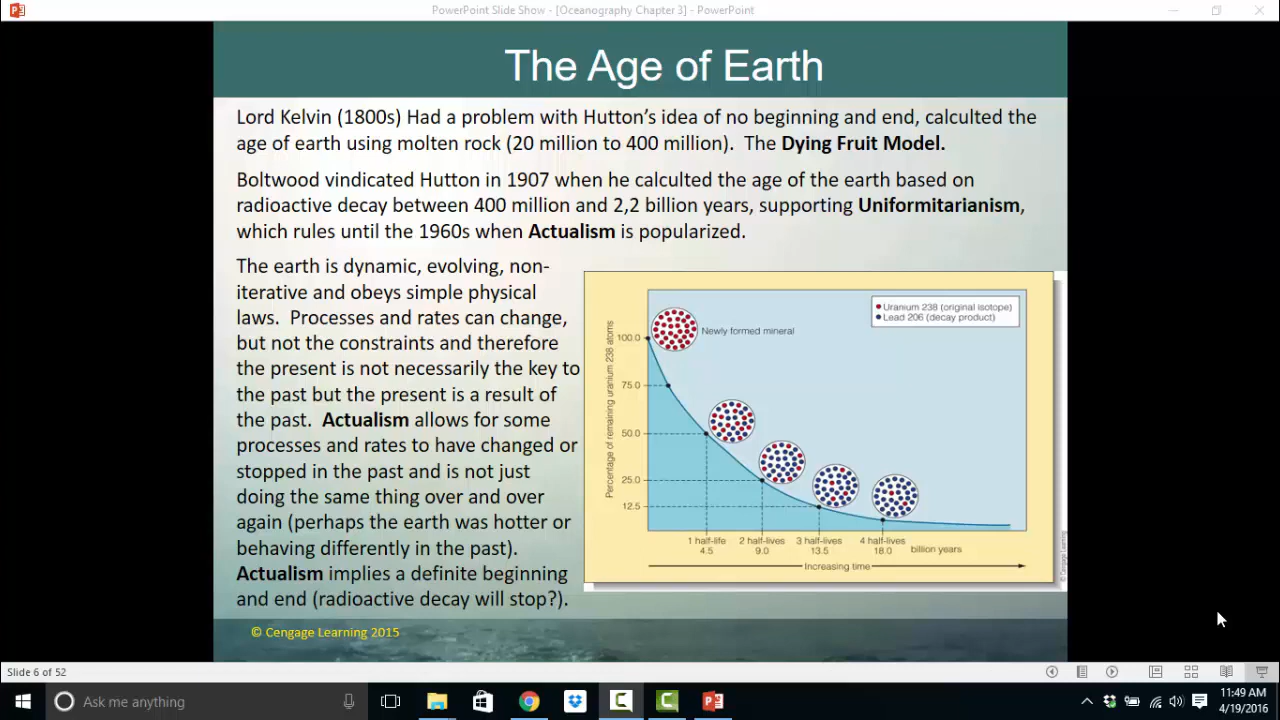 PowerPoint Slide Show - [Oceanography Chapter 3] - PowerPoint
The Age of Earth
Lord Kelvin (1800s) Had a problem with Hutton's idea of no beginning and end, calculted the
age of earth using molten rock (20 million to 400 million). The Dying Fruit Model.
Boltwood vindicated Hutton in 1907 when he calculted the age of the earth based on
radioactive decay between 400 million and 2,2 billion years, supporting Uniformitarianism,
which rules until the 1960s when Actualism is popularized.
The earth is dynamic, evolving, non-
iterative and obeys simple physical
laws. Processes and rates can change,
but not the constraints and therefore
the present is not necessarily the key to
the past but the present is a result of
the past. Actualism allows for some
processes and rates to have changed or
stopped in the past and is not just
doing the same thing over and over
again (perhaps the earth was hotter or
behaving differently in the past).
Actualism implies a definite beginning
and end (radioactive decay will stop?).
Percentage of remaining uranium 238 atoms
100.0
75.0
50.0
25.0
12.5
Newly formed mineral
Uranium 238 (original isotope)
Lead 206 (decay product)
1 half-life 2 half-lives 3 half-lives 4 half-lives
4.5 9.0 13.5 18.0 billion years
Increasing time
© Cengage Learning
© Cengage Learning 2015
Slide 6 of 52
Ask me anything
11:49 AM
4/19/2016